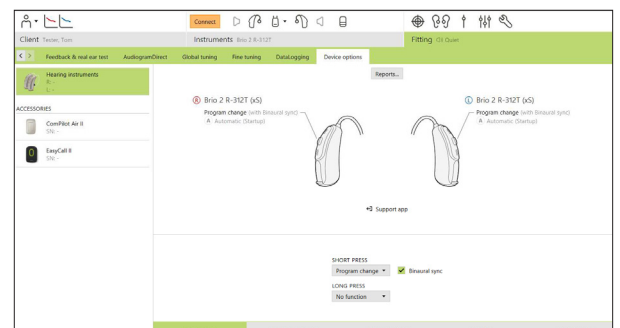 Connect
Client Tester, Tom
Instruments Brio 2 R-312T
Fitting Quiet
Feedback & real ear test
AudiogramDirect
Global tuning
Fine tuning
DataLogging
Device options
Reports...
Hearing instruments
R: -
L: -
ACCESSORIES
ComPilot Air II
SN: -
EasyCall II
SN: -
R Brio 2 R-312T (xS)
Program change (with Binaural sync)
A Automatic (Startup)
L Brio 2 R-312T (xS)
Program change (with Binaural sync)
A Automatic (Startup)
Support app
SHORT PRESS
Program change
Binaural sync
LONG PRESS
No function